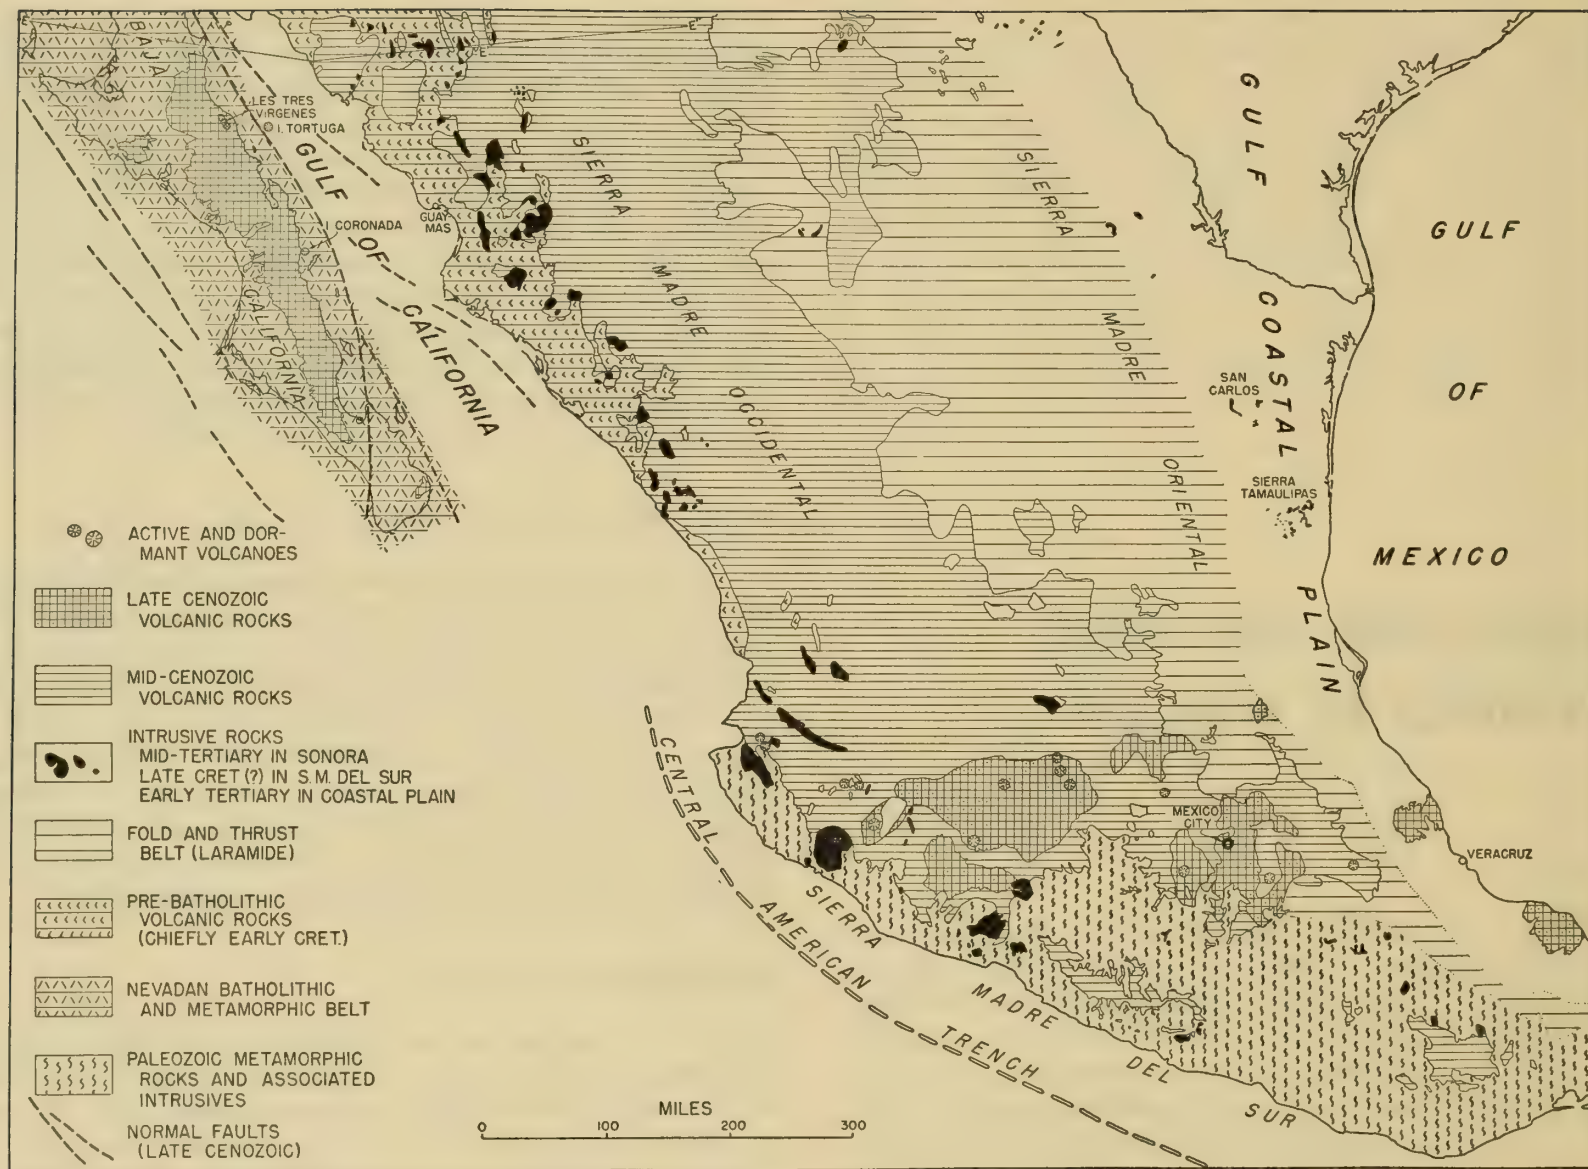 E
E'
E
E"
BAJA
CALIFORNIA
LES TRES
VIRGENES
I. TORTUGA
GULF
OF
CALIFORNIA
I CORONADA
GUAY-
MAS
SIERRA
MADRE
OCCIDENTAL
SIERRA
MADRE
ORIENTAL
GULF
COASTAL
PLAIN
GULF
OF
MEXICO
SAN
CARLOS
SIERRA
TAMAULIPAS
MEXICO
CITY
VERACRUZ
CENTRAL
AMERICAN
TRENCH
SIERRA
MADRE
DEL
SUR
ACTIVE AND DOR-
MANT VOLCANOES
LATE CENOZOIC
VOLCANIC ROCKS
MID-CENOZOIC
VOLCANIC ROCKS
INTRUSIVE ROCKS
MID-TERTIARY IN SONORA
LATE CRET (?) IN S. M. DEL SUR
EARLY TERTIARY IN COASTAL PLAIN
FOLD AND THRUST
BELT (LARAMIDE)
PRE-BATHOLITHIC
VOLCANIC ROCKS
(CHIEFLY EARLY CRET.)
NEVADAN BATHOLITHIC
AND METAMORPHIC BELT
PALEOZOIC METAMORPHIC
ROCKS AND ASSOCIATED
INTRUSIVES
NORMAL FAULTS
(LATE CENOZOIC)
MILES
0 100 200 300